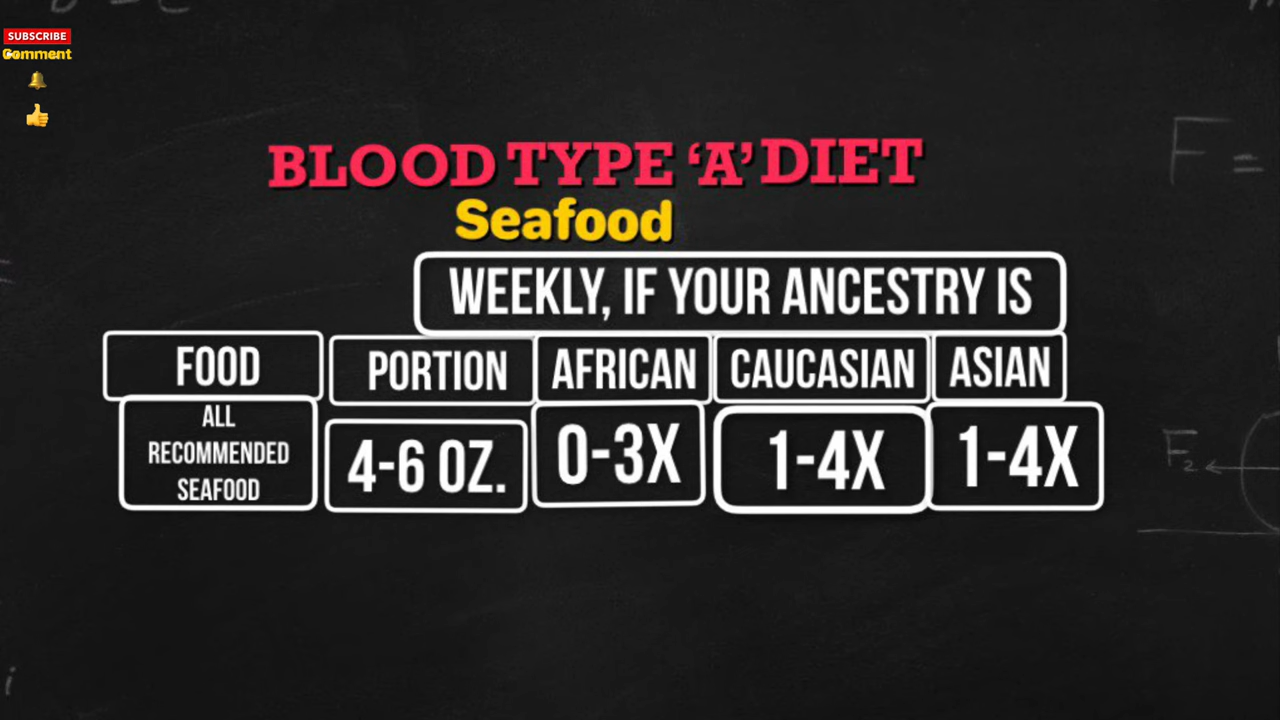 SUBSCRIBE
Comment
BLOOD TYPE ‘A’ DIET
Seafood
WEEKLY, IF YOUR ANCESTRY IS
FOOD PORTION AFRICAN CAUCASIAN ASIAN
ALL
RECOMMENDED
SEAFOOD
4-6 OZ. 0-3X 1-4X 1-4X
F =
F₂
i